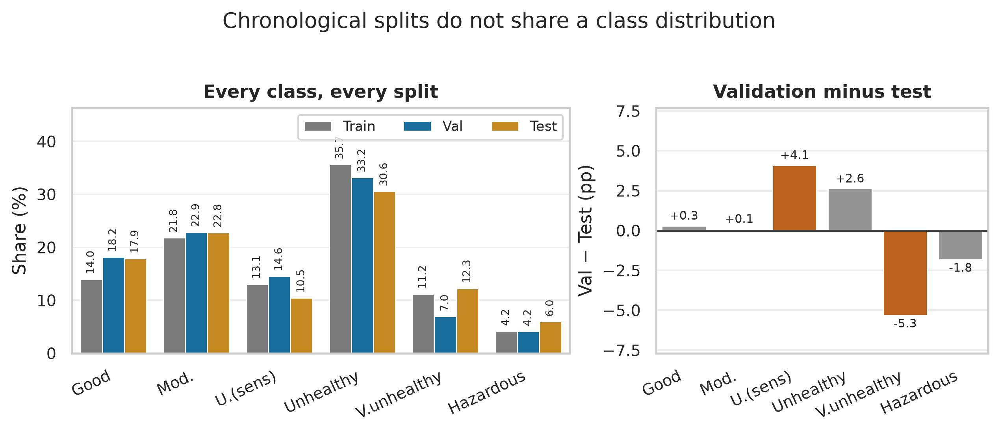 Chronological splits do not share a class distribution
Every class, every split
Train Val Test
Share (%)
40
30
20
10
0
14.0 18.2 17.9
21.8 22.9 22.8
13.1 14.6 10.5
33.2 30.6
11.2 7.0 12.3
4.2 4.2 6.0
Good Mod. U.(sens) Unhealthy V.unhealthy Hazardous
Validation minus test
Val − Test (pp)
7.5
5.0
2.5
0.0
−2.5
−5.0
−7.5
+0.3 +0.1 +4.1 +2.6 -5.3 -1.8
Good Mod. U.(sens) Unhealthy V.unhealthy Hazardous